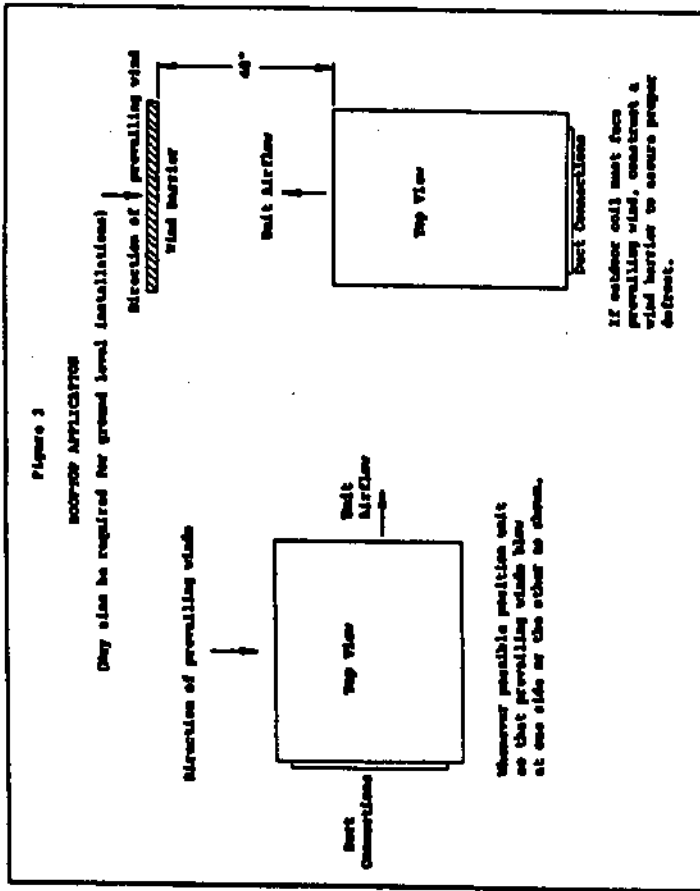 Figure 3
ROOFTOP APPLICATION
(May also be required for ground level installations)
Direction of prevailing winds
Top View
Unit
Airflow
Duct
Connections
Whenever possible position unit
so that prevailing winds blow
at one side or the other as shown.
Direction of prevailing wind
Wind Barrier
Unit Airflow
Top View
Duct Connections
If outdoor coil must face
prevailing wind, construct a
wind barrier to assure proper
defrost.